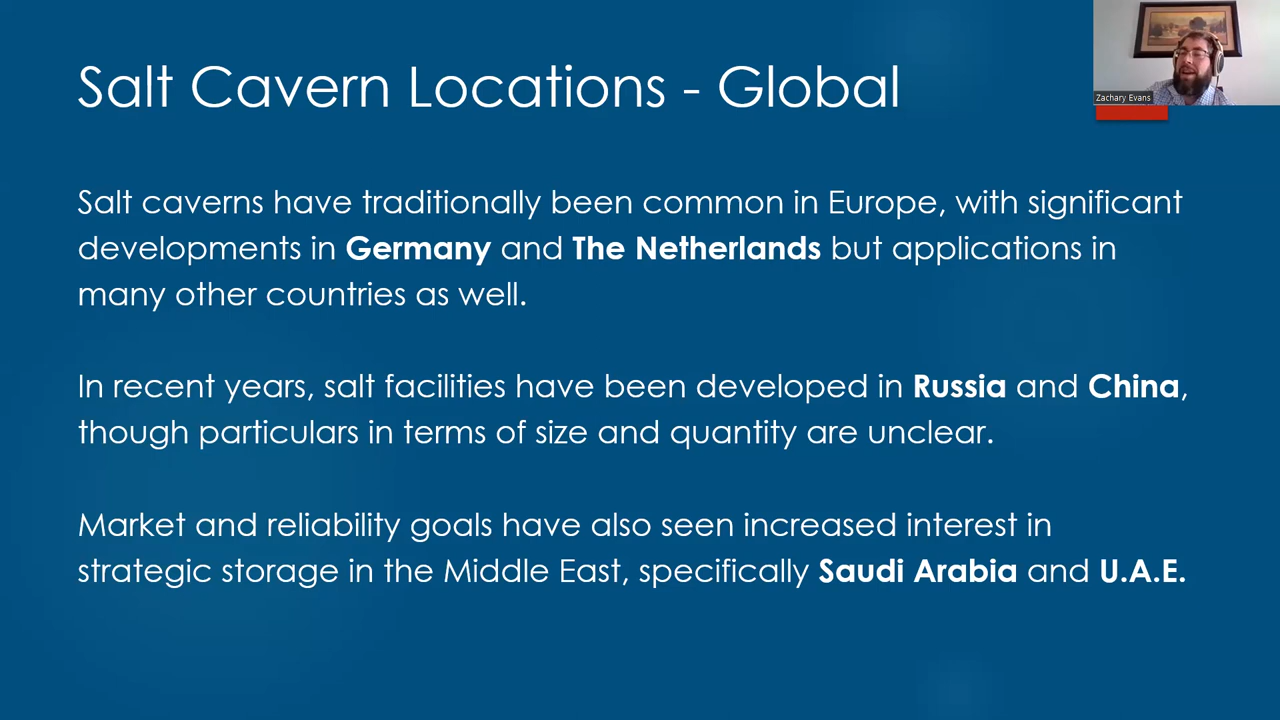 Salt Cavern Locations - Global
Zachary Evans
Salt caverns have traditionally been common in Europe, with significant
developments in Germany and The Netherlands but applications in
many other countries as well.
In recent years, salt facilities have been developed in Russia and China,
though particulars in terms of size and quantity are unclear.
Market and reliability goals have also seen increased interest in
strategic storage in the Middle East, specifically Saudi Arabia and U.A.E.